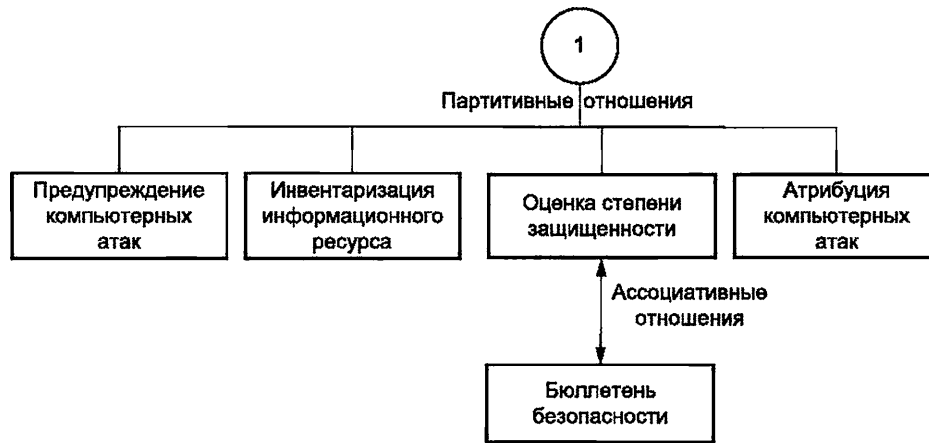 1
Партитивные отношения
Предупреждение
компьютерных
атак
Инвентаризация
информационного
ресурса
Оценка степени
защищенности
Атрибуция
компьютерных
атак
Ассоциативные
отношения
Бюллетень
безопасности